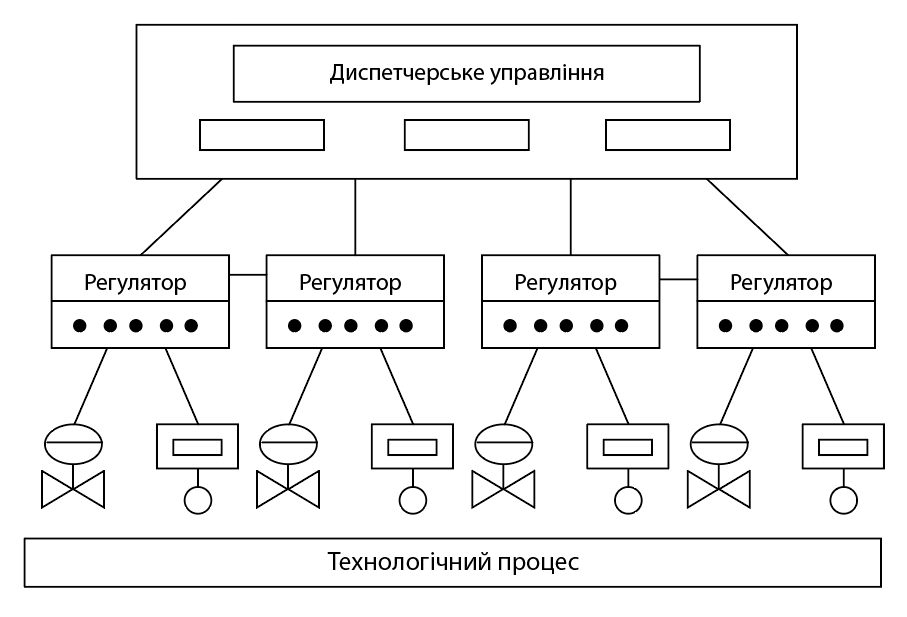 Диспетчерське управління
Регулятор
Регулятор
Регулятор
Регулятор
Технологічний процес